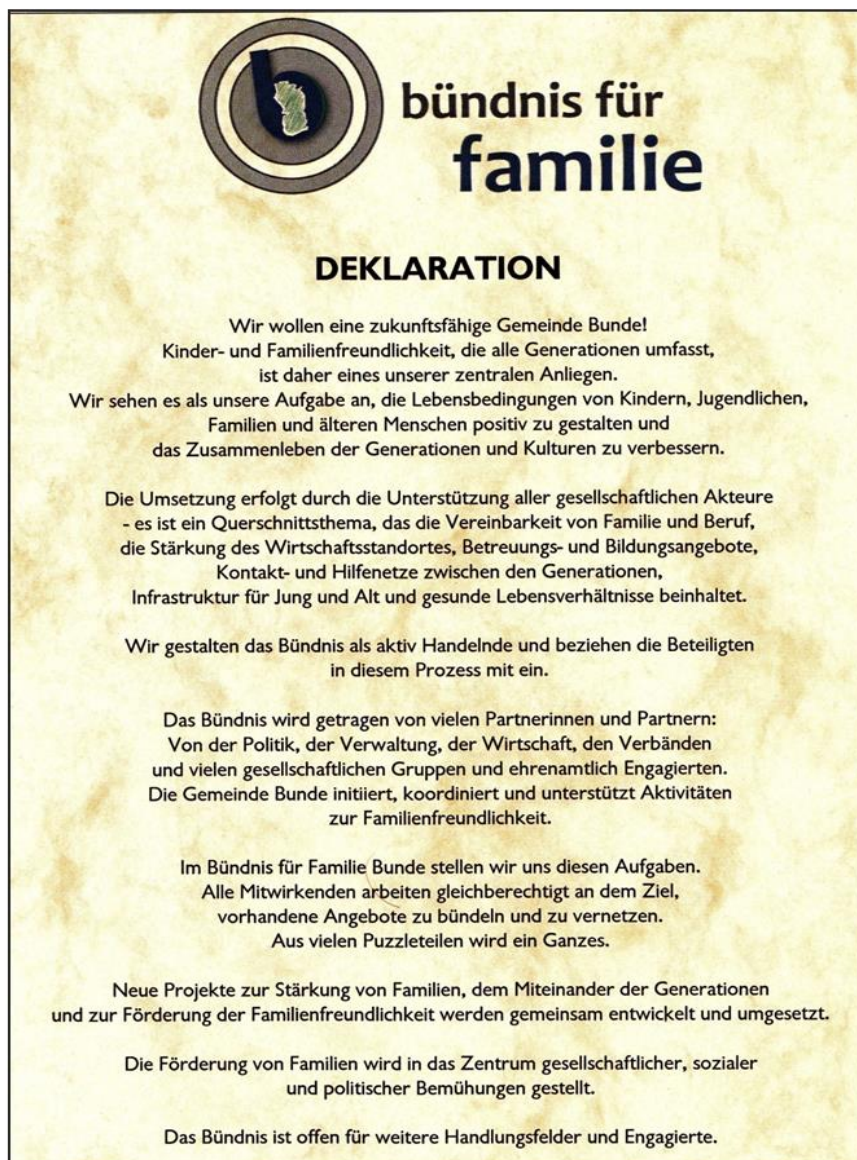 b
bündnis für
familie
DEKLARATION
Wir wollen eine zukunftsfähige Gemeinde Bunde!
Kinder- und Familienfreundlichkeit, die alle Generationen umfasst,
ist daher eines unserer zentralen Anliegen.
Wir sehen es als unsere Aufgabe an, die Lebensbedingungen von Kindern, Jugendlichen,
Familien und älteren Menschen positiv zu gestalten und
das Zusammenleben der Generationen und Kulturen zu verbessern.
Die Umsetzung erfolgt durch die Unterstützung aller gesellschaftlichen Akteure
- es ist ein Querschnittsthema, das die Vereinbarkeit von Familie und Beruf,
die Stärkung des Wirtschaftsstandortes, Betreuungs- und Bildungsangebote,
Kontakt- und Hilfenetze zwischen den Generationen,
Infrastruktur für Jung und Alt und gesunde Lebensverhältnisse beinhaltet.
Wir gestalten das Bündnis als aktiv Handelnde und beziehen die Beteiligten
in diesem Prozess mit ein.
Das Bündnis wird getragen von vielen Partnerinnen und Partnern:
Von der Politik, der Verwaltung, der Wirtschaft, den Verbänden
und vielen gesellschaftlichen Gruppen und ehrenamtlich Engagierten.
Die Gemeinde Bunde initiiert, koordiniert und unterstützt Aktivitäten
zur Familienfreundlichkeit.
Im Bündnis für Familie Bunde stellen wir uns diesen Aufgaben.
Alle Mitwirkenden arbeiten gleichberechtigt an dem Ziel,
vorhandene Angebote zu bündeln und zu vernetzen.
Aus vielen Puzzleteilen wird ein Ganzes.
Neue Projekte zur Stärkung von Familien, dem Miteinander der Generationen
und zur Förderung der Familienfreundlichkeit werden gemeinsam entwickelt und umgesetzt.
Die Förderung von Familien wird in das Zentrum gesellschaftlicher, sozialer
und politischer Bemühungen gestellt.
Das Bündnis ist offen für weitere Handlungsfelder und Engagierte.